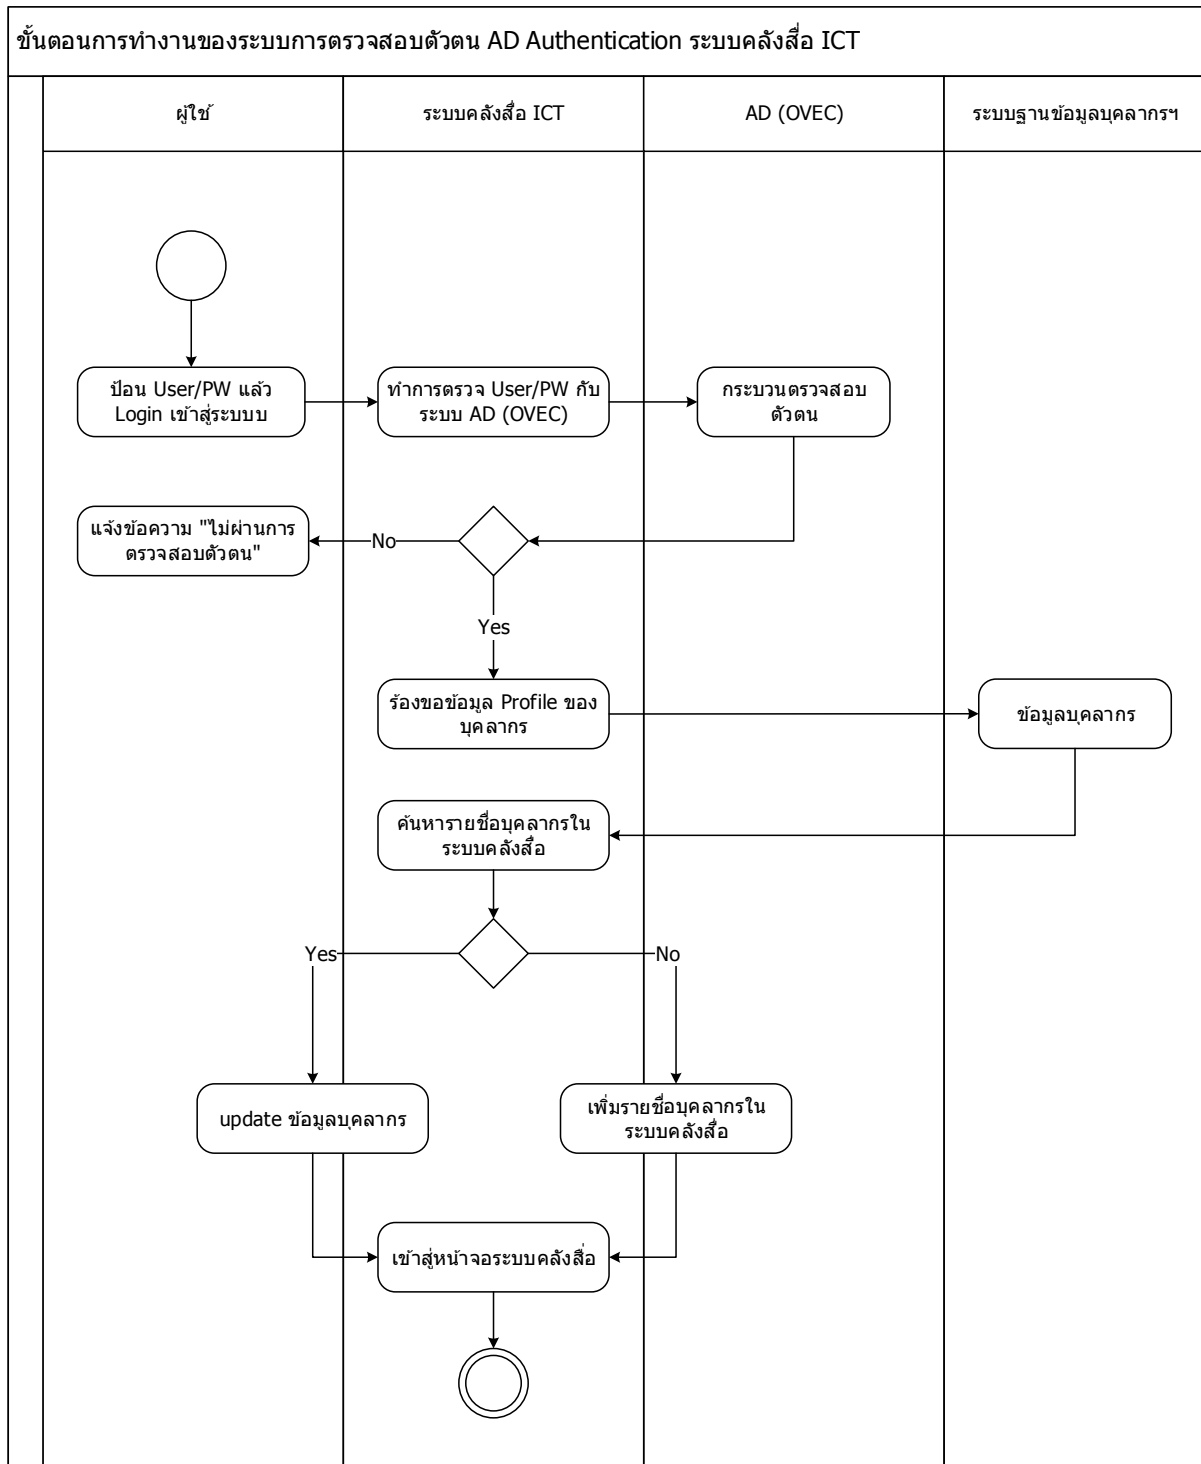 ขั้นตอนการทำงานของระบบการตรวจสอบตัวตน AD Authentication ระบบคลังสื่อ ICT
ผู้ใช้
ระบบคลังสื่อ ICT
AD (OVEC)
ระบบฐานข้อมูลบุคลากรฯ
ป้อน User/PW แล้ว
Login เข้าสู่ระบบบ
ทำการตรวจ User/PW กับ
ระบบ AD (OVEC)
กระบวนตรวจสอบ
ตัวตน
แจ้งข้อความ "ไม่ผ่านการ
ตรวจสอบตัวตน"
No
Yes
ร้องขอข้อมูล Profile ของ
บุคลากร
ข้อมูลบุคลากร
ค้นหารายชื่อบุคลากรใน
ระบบคลังสื่อ
Yes
No
update ข้อมูลบุคลากร
เพิ่มรายชื่อบุคลากรใน
ระบบคลังสื่อ
เข้าสู่หน้าจอระบบคลังสื่อ